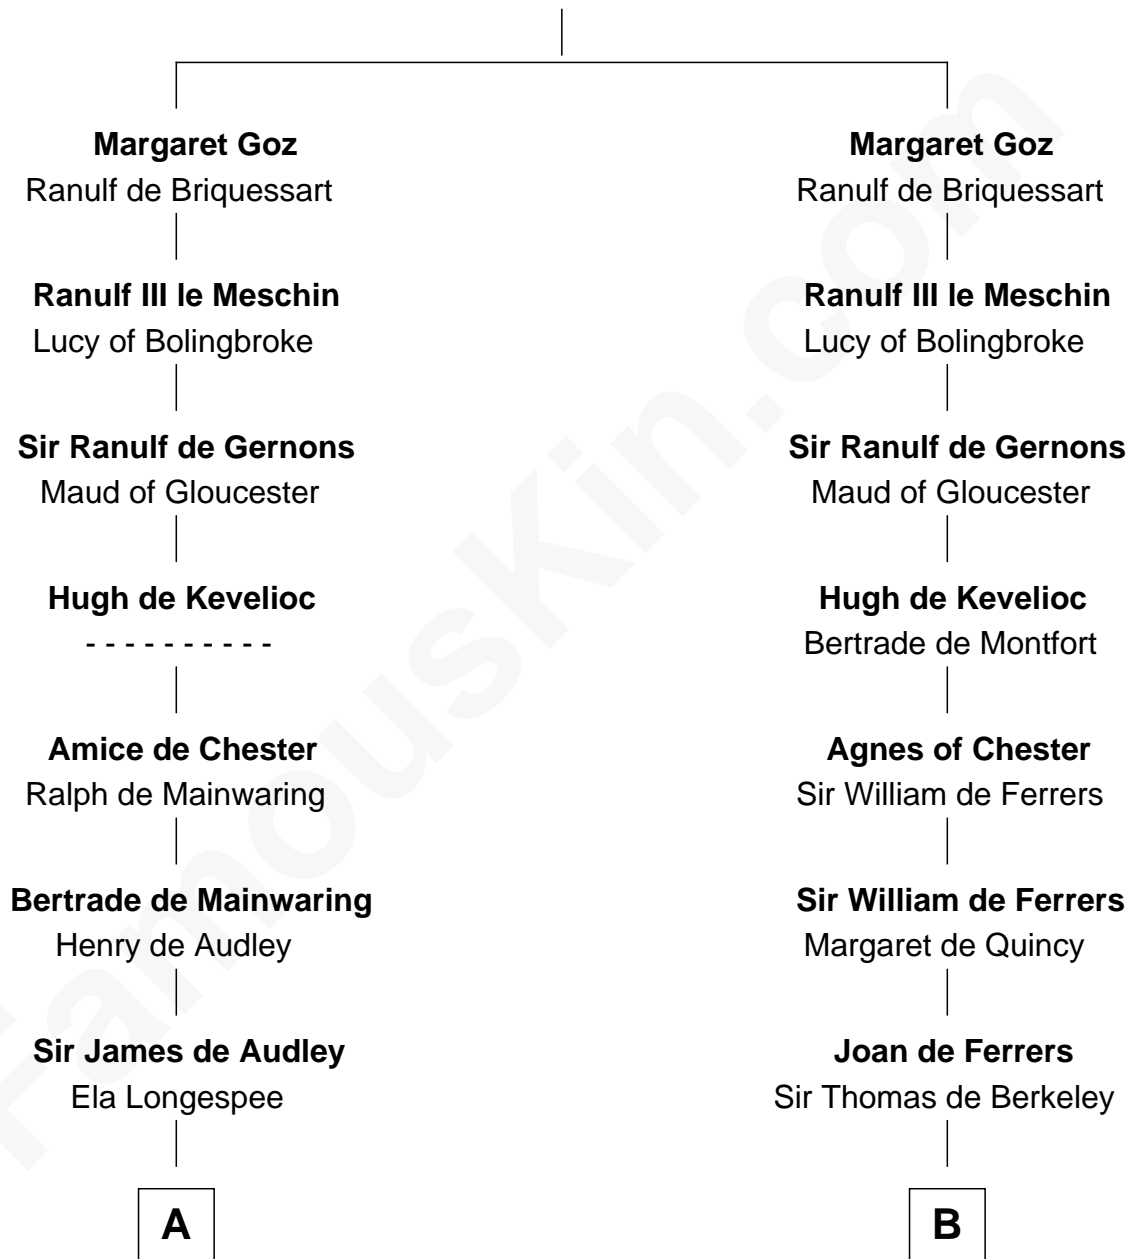 Margaret Goz
Ranulf de Briquessart
Ranulf III le Meschin
Lucy of Bolingbroke
Sir Ranulf de Gernons
Maud of Gloucester
Hugh de Kevelioc
- - - - - - - - - -
Amice de Chester
Ralph de Mainwaring
Bertrade de Mainwaring
Henry de Audley
Sir James de Audley
Ela Longespee
A
Margaret Goz
Ranulf de Briquessart
Ranulf III le Meschin
Lucy of Bolingbroke
Sir Ranulf de Gernons
Maud of Gloucester
Hugh de Kevelioc
Bertrade de Montfort
Agnes of Chester
Sir William de Ferrers
Sir William de Ferrers
Margaret de Quincy
Joan de Ferrers
Sir Thomas de Berkeley
B
FamousKin.com